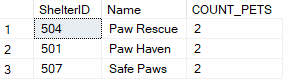 ShelterID Name COUNT_PETS
1 504 Paw Rescue 2
2 501 Paw Haven 2
3 507 Safe Paws 2